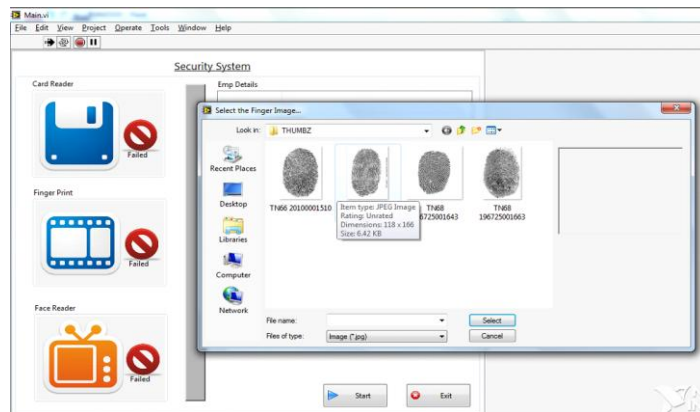 Main.vi
File Edit View Project Operate Tools Window Help
Security System
Card Reader
Failed
Finger Print
Failed
Face Reader
Failed
Emp Details
Select the Finger Image...
Look in: THUMBZ
Recent Places
Desktop
Libraries
Computer
Network
TN66 20100001510
TN68
6725001643
TN68
196725001663
Item type: JPEG Image
Rating: Unrated
Dimensions: 118 x 166
Size: 6.42 KB
File name:
Select
Files of type: Image (*.jpg)
Cancel
Start
Exit